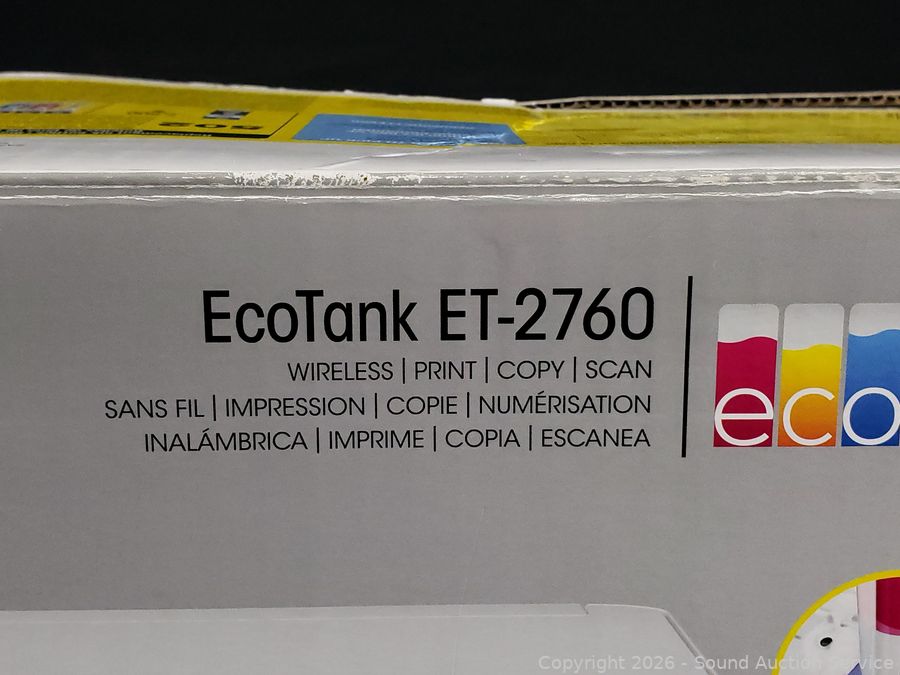 502
EcoTank ET-2760
WIRELESS | PRINT | COPY | SCAN
SANS FIL | IMPRESSION | COPIE | NUMÉRISATION
INALÁMBRICA | IMPRIME | COPIA | ESCANEA
eco
Copyright 2026 - Sound Auction Service